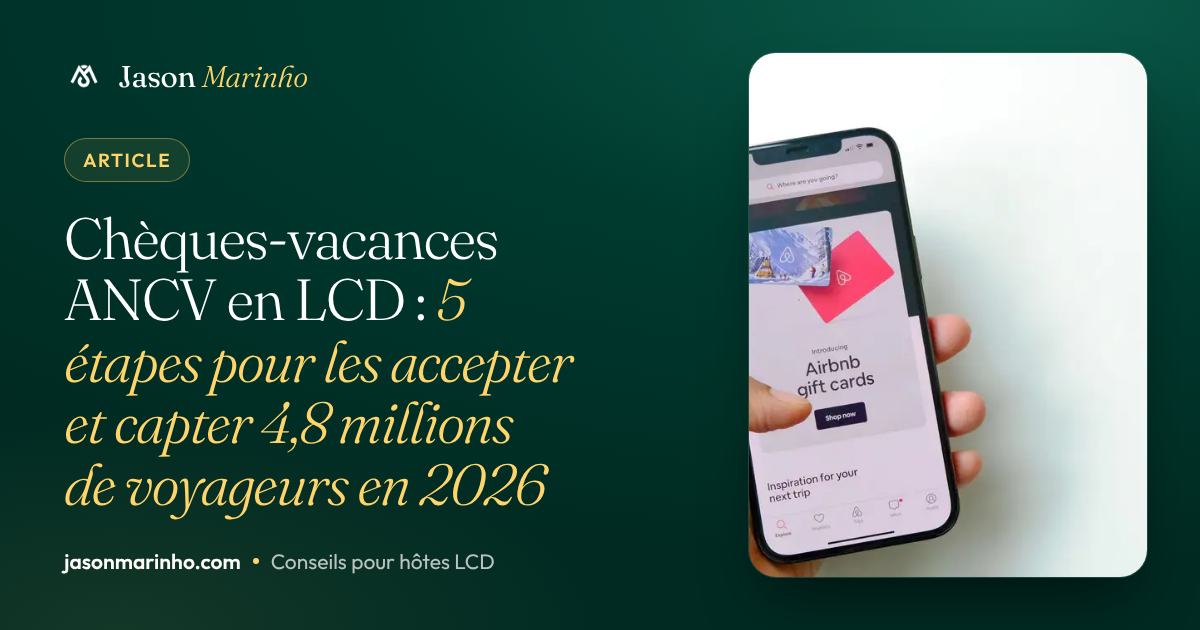 Jason Marinho
ARTICLE
Chèques-vacances
ANCV en LCD : 5
étapes pour les accepter
et capter 4,8 millions
de voyageurs en 2026
jasonmarinho.com • Conseils pour hôtes LCD
Where are you going?
Introducing
Airbnb
gift cards
Shop now
Inspiration for your
next trip
Explore